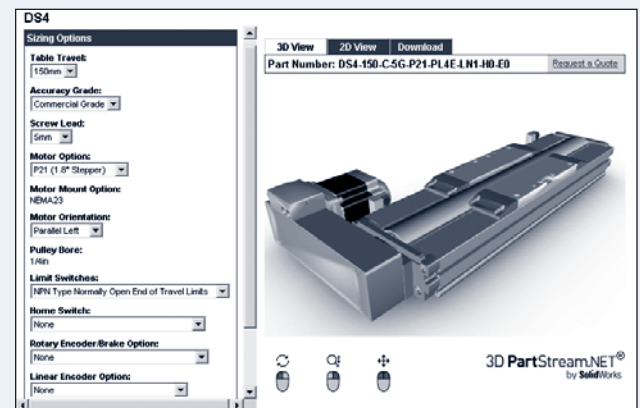 DS4
Sizing Options
Table Travel:
150mm
Accuracy Grade:
Commercial Grade
Screw Lead:
5mm
Motor Option:
P21 (1.8° Stepper)
Motor Mount Option:
NEMA23
Motor Orientation:
Parallel Left
Pulley Bore:
1/4in
Limit Switches:
NPN Type Normally Open End of Travel Limits
Home Switch:
None
Rotary Encoder/Brake Option:
None
Linear Encoder Option:
None
3D View 2D View Download
Part Number: DS4-150-C-5G-P21-PL4E-LN1-H0-E0 Request a Quote
3D PartStream.NET®
by SolidWorks